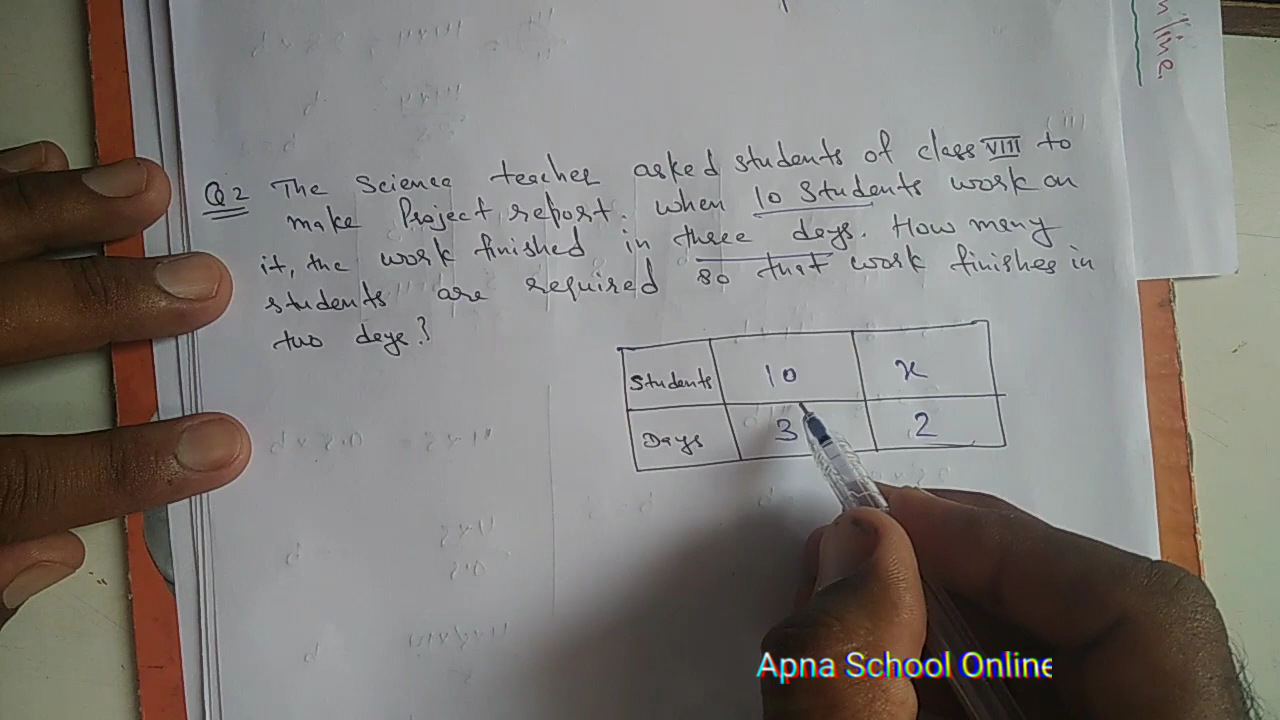 n line
(ii)
Q2 The Science teacher asked students of class VIII to
make Project report. When 10 Students work on
it, the work finished in three days. How many
students are required so that work finishes in
two days?
Students 10 x
Days 3 2
Apna School Online